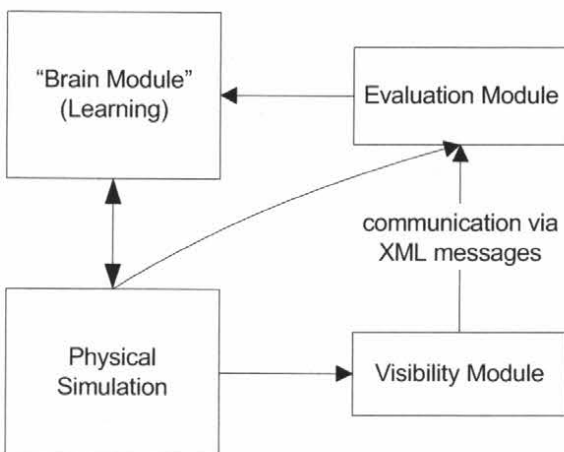 “Brain Module”
(Learning)
Evaluation Module
communication via
XML messages
Physical
Simulation
Visibility Module